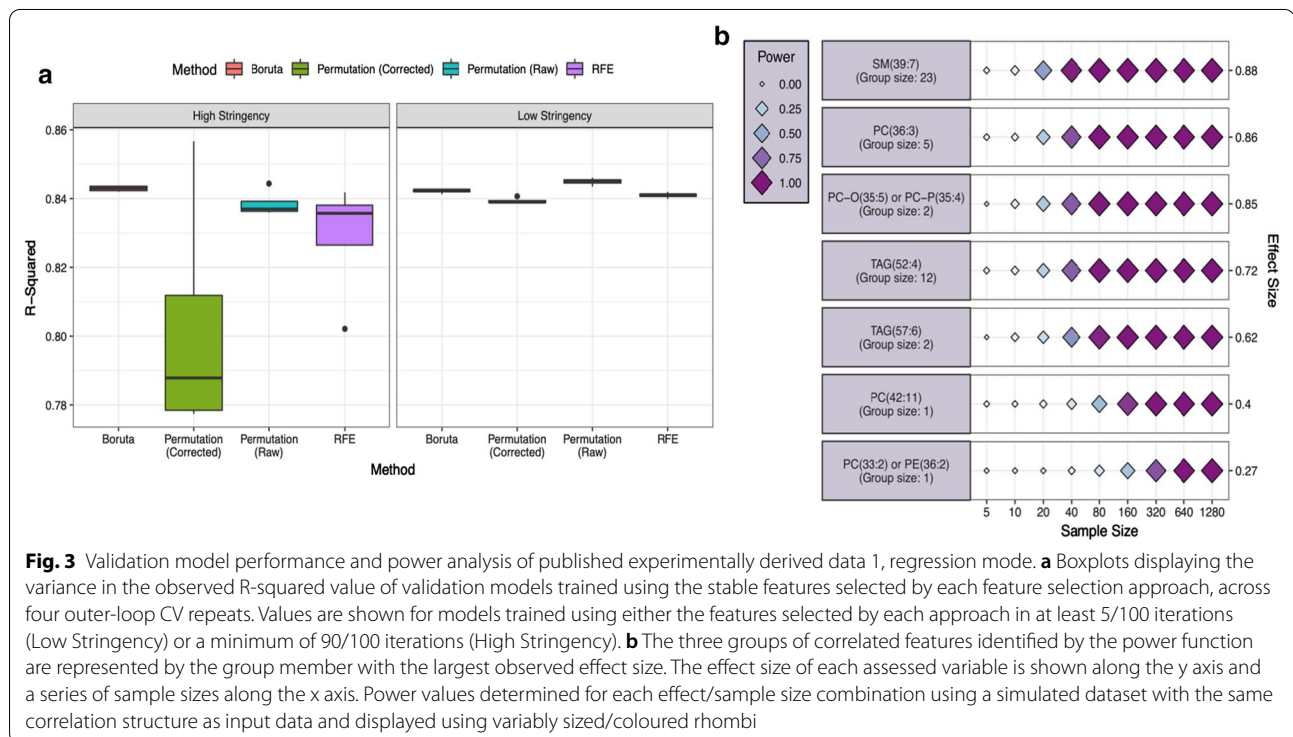 a
Method Boruta Permutation (Corrected) Permutation (Raw) RFE
High Stringency
Low Stringency
R-Squared
0.86
0.84
0.82
0.80
0.78
Boruta
Permutation
(Corrected)
Permutation
(Raw)
RFE
Boruta
Permutation
(Corrected)
Permutation
(Raw)
RFE
Method
b
Power
0.00
0.25
0.50
0.75
1.00
SM(39:7)
(Group size: 23)
0.88
PC(36:3)
(Group size: 5)
0.86
PC-O(35:5) or PC-P(35:4)
(Group size: 2)
0.85
TAG(52:4)
(Group size: 12)
0.72
TAG(57:6)
(Group size: 2)
0.62
PC(42:11)
(Group size: 1)
0.4
PC(33:2) or PE(36:2)
(Group size: 1)
0.27
Effect Size
5 10 20 40 80 160 320 640 1280
Sample Size
Fig. 3 Validation model performance and power analysis of published experimentally derived data 1, regression mode. a Boxplots displaying the
variance in the observed R-squared value of validation models trained using the stable features selected by each feature selection approach, across
four outer-loop CV repeats. Values are shown for models trained using either the features selected by each approach in at least 5/100 iterations
(Low Stringency) or a minimum of 90/100 iterations (High Stringency). b The three groups of correlated features identified by the power function
are represented by the group member with the largest observed effect size. The effect size of each assessed variable is shown along the y axis and
a series of sample sizes along the x axis. Power values determined for each effect/sample size combination using a simulated dataset with the same
correlation structure as input data and displayed using variably sized/coloured rhombi